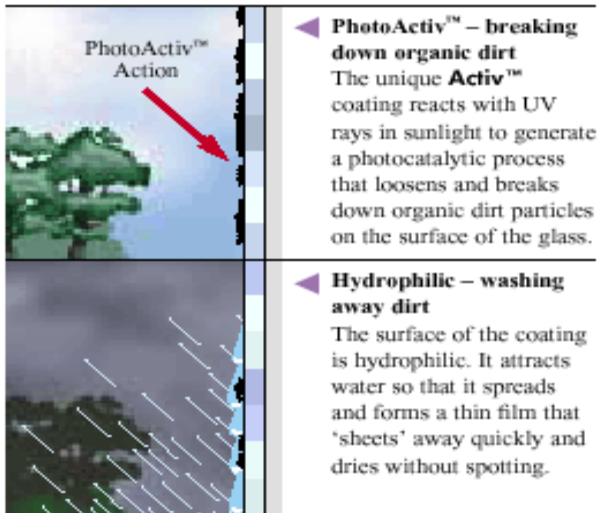 PhotoActiv™
Action
PhotoActiv™ – breaking
down organic dirt
The unique Activ™
coating reacts with UV
rays in sunlight to generate
a photocatalytic process
that loosens and breaks
down organic dirt particles
on the surface of the glass.
Hydrophilic – washing
away dirt
The surface of the coating
is hydrophilic. It attracts
water so that it spreads
and forms a thin film that
‘sheets’ away quickly and
dries without spotting.